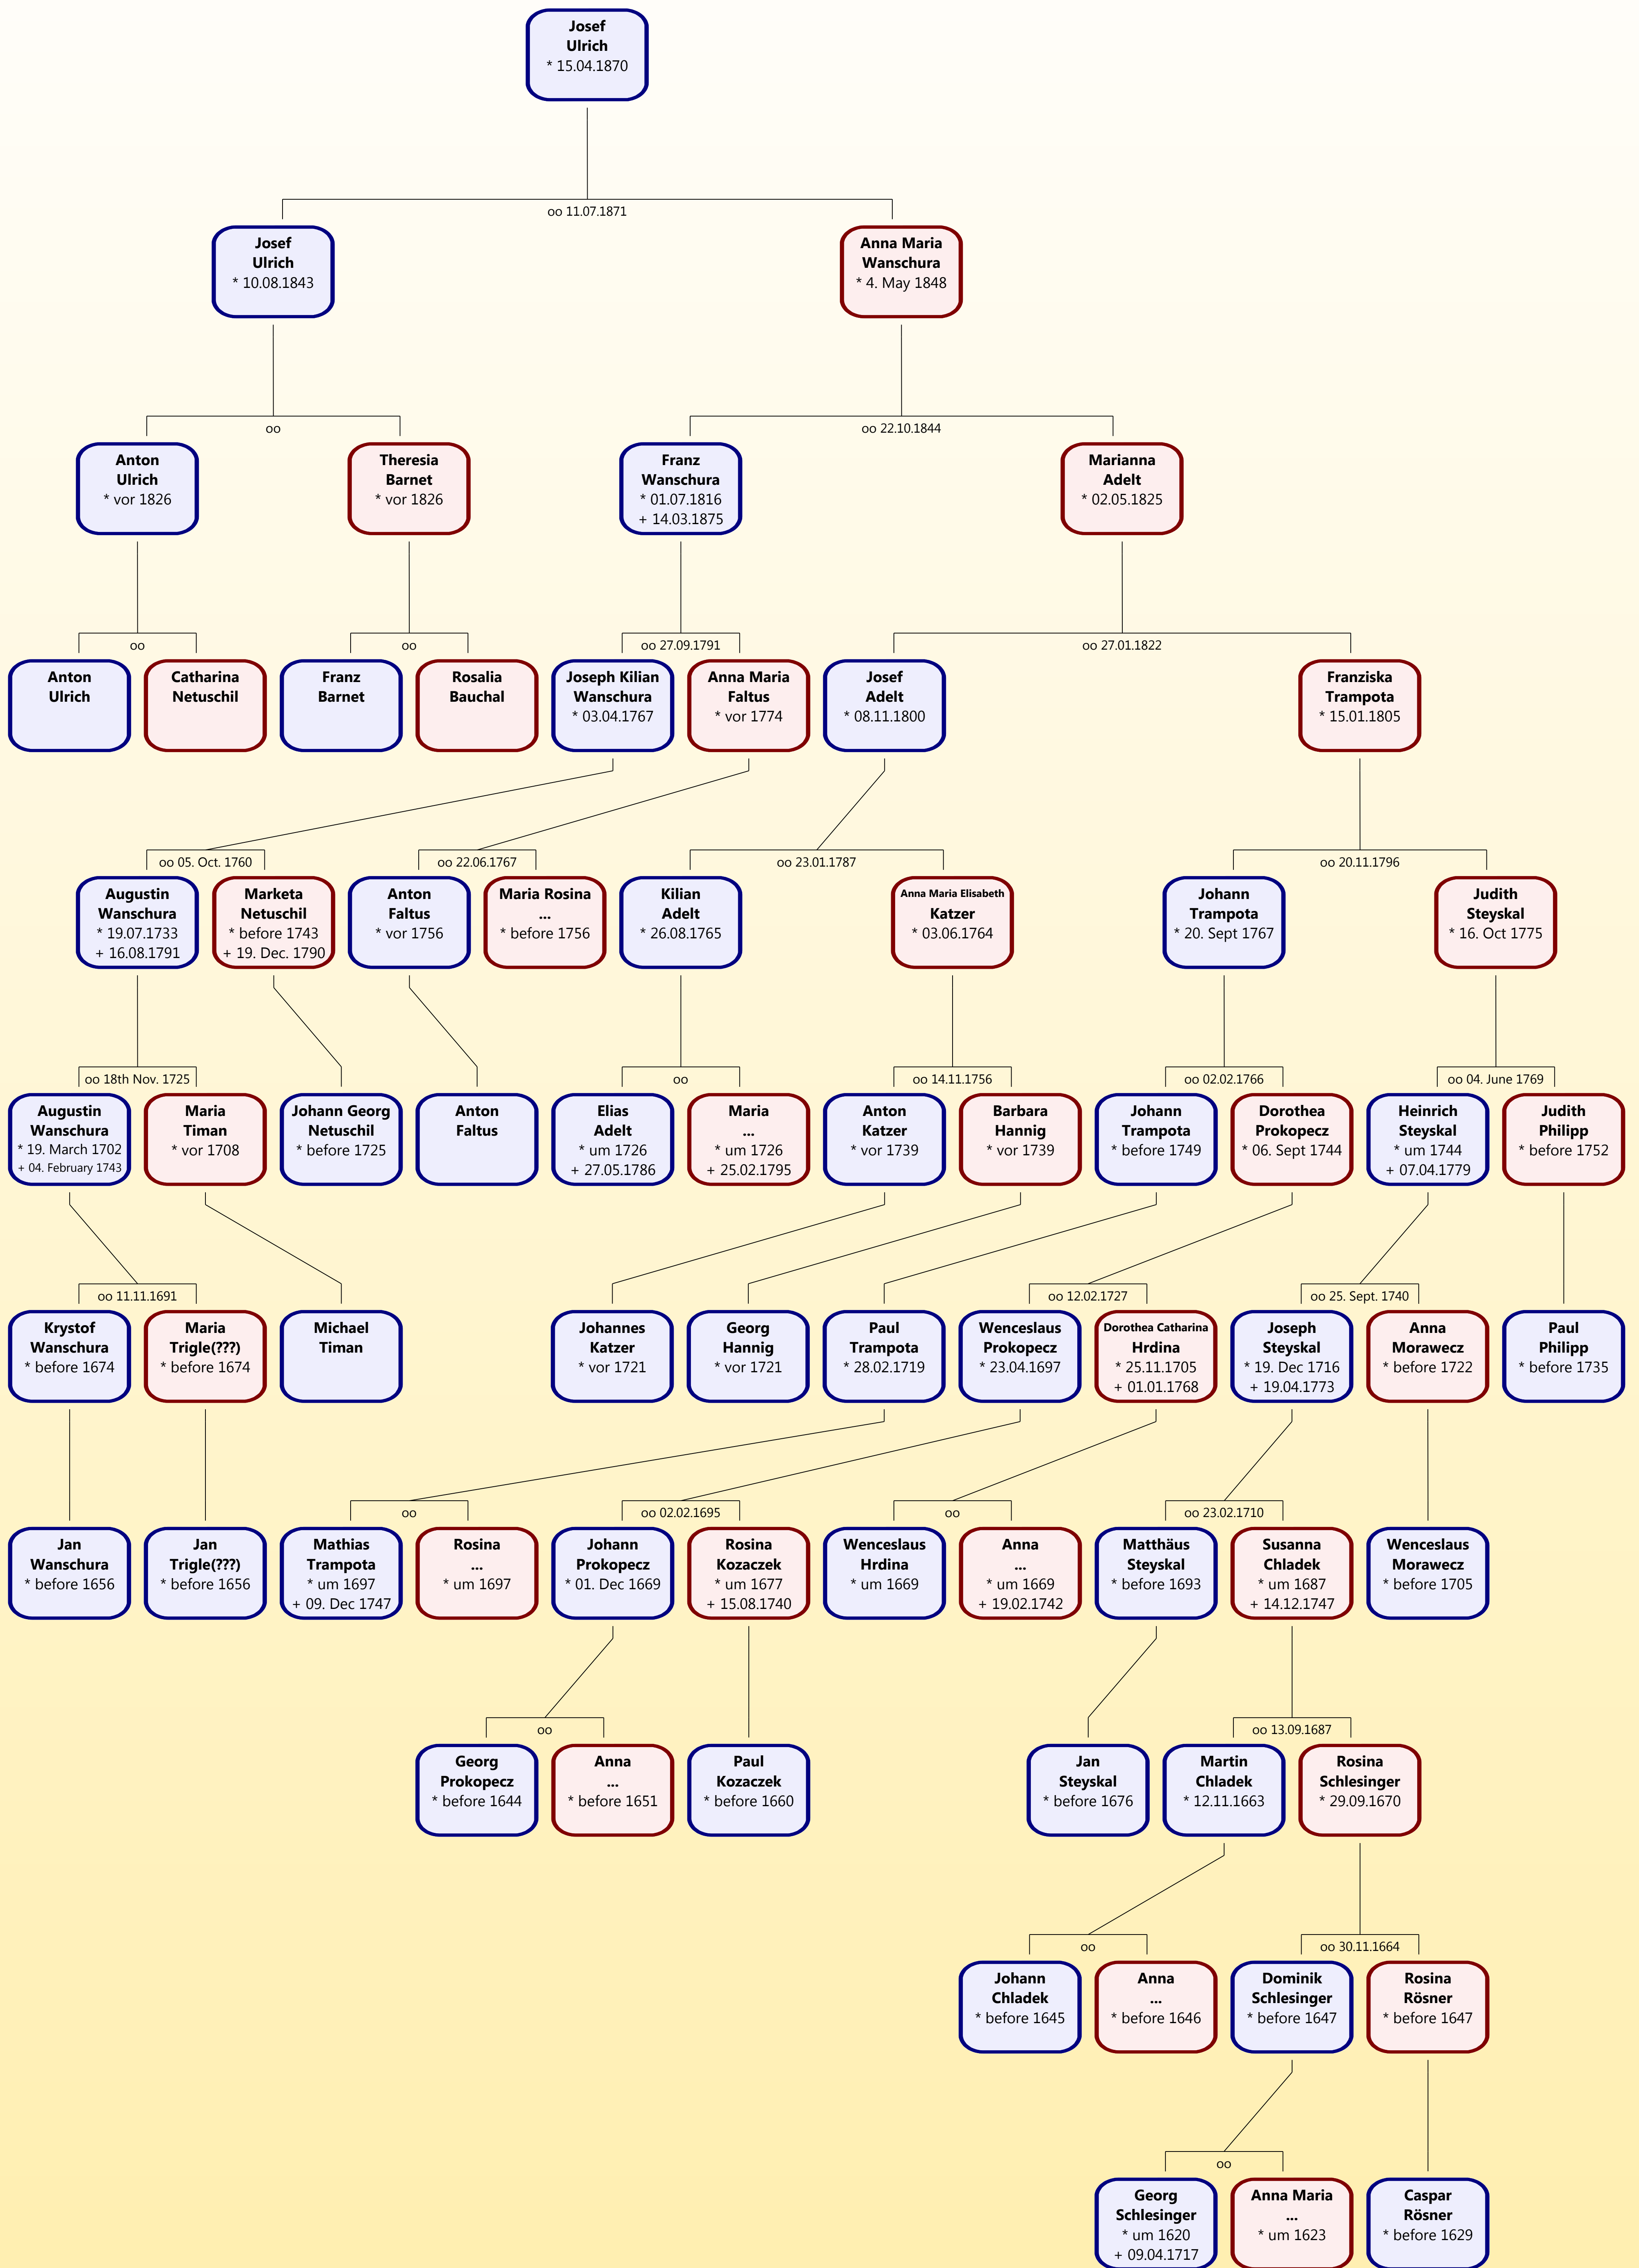 Josef
Ulrich
* 15.04.1870
oo 11.07.1871
Josef
Ulrich
* 10.08.1843
Anna Maria
Wanschura
* 4. May 1848
oo
oo 22.10.1844
Anton
Ulrich
* vor 1826
Theresia
Barnet
* vor 1826
Franz
Wanschura
* 01.07.1816
+ 14.03.1875
Marianna
Adelt
* 02.05.1825
oo
oo
oo 27.09.1791
oo 27.01.1822
Anton
Ulrich
Catharina
Netuschil
Franz
Barnet
Rosalia
Bauchal
Joseph Kilian
Wanschura
* 03.04.1767
Anna Maria
Faltus
* vor 1774
Josef
Adelt
* 08.11.1800
Franziska
Trampota
* 15.01.1805
oo 05. Oct. 1760
oo 22.06.1767
oo 23.01.1787
oo 20.11.1796
Augustin
Wanschura
* 19.07.1733
+ 16.08.1791
Marketa
Netuschil
* before 1743
+ 19. Dec. 1790
Anton
Faltus
* vor 1756
Maria Rosina
...
* before 1756
Kilian
Adelt
* 26.08.1765
Anna Maria Elisabeth
Katzer
* 03.06.1764
Johann
Trampota
* 20. Sept 1767
Judith
Steyskal
* 16. Oct 1775
oo 18th Nov. 1725
oo
oo 14.11.1756
oo 02.02.1766
oo 04. June 1769
Augustin
Wanschura
* 19. March 1702
+ 04. February 1743
Maria
Timan
* vor 1708
Johann Georg
Netuschil
* before 1725
Anton
Faltus
Elias
Adelt
* um 1726
+ 27.05.1786
Maria
...
* um 1726
+ 25.02.1795
Anton
Katzer
* vor 1739
Barbara
Hannig
* vor 1739
Johann
Trampota
* before 1749
Dorothea
Prokopecz
* 06. Sept 1744
Heinrich
Steyskal
* um 1744
+ 07.04.1779
Judith
Philipp
* before 1752
oo 11.11.1691
oo 12.02.1727
oo 25. Sept. 1740
Krystof
Wanschura
* before 1674
Maria
Trigle(???)
* before 1674
Michael
Timan
Johannes
Katzer
* vor 1721
Georg
Hannig
* vor 1721
Paul
Trampota
* 28.02.1719
Wenceslaus
Prokopecz
* 23.04.1697
Dorothea Catharina
Hrdina
* 25.11.1705
+ 01.01.1768
Joseph
Steyskal
* 19. Dec 1716
+ 19.04.1773
Anna
Morawecz
* before 1722
Paul
Philipp
* before 1735
oo
oo 02.02.1695
oo
oo 23.02.1710
Jan
Wanschura
* before 1656
Jan
Trigle(???)
* before 1656
Mathias
Trampota
* um 1697
+ 09. Dec 1747
Rosina
...
* um 1697
Johann
Prokopecz
* 01. Dec 1669
Rosina
Kozaczek
* um 1677
+ 15.08.1740
Wenceslaus
Hrdina
* um 1669
Anna
...
* um 1669
+ 19.02.1742
Matthäus
Steyskal
* before 1693
Susanna
Chladek
* um 1687
+ 14.12.1747
Wenceslaus
Morawecz
* before 1705
oo
oo 13.09.1687
Georg
Prokopecz
* before 1644
Anna
...
* before 1651
Paul
Kozaczek
* before 1660
Jan
Steyskal
* before 1676
Martin
Chladek
* 12.11.1663
Rosina
Schlesinger
* 29.09.1670
oo
oo 30.11.1664
Johann
Chladek
* before 1645
Anna
...
* before 1646
Dominik
Schlesinger
* before 1647
Rosina
Rösner
* before 1647
oo
Georg
Schlesinger
* um 1620
+ 09.04.1717
Anna Maria
...
* um 1623
Caspar
Rösner
* before 1629